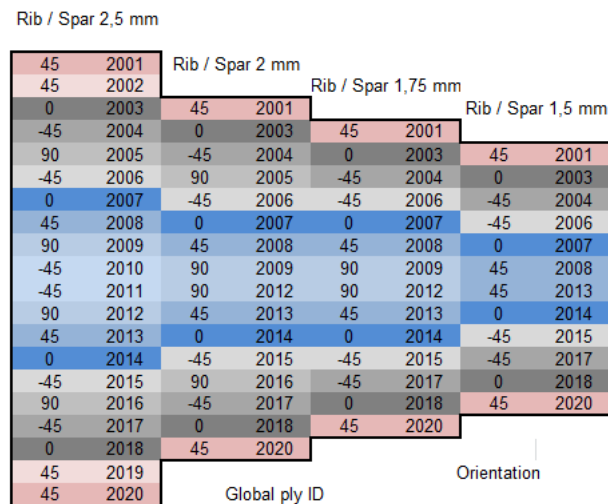 Rib / Spar 2,5 mm
45 2001 Rib / Spar 2 mm
45 2002 Rib / Spar 1,75 mm
0 2003 45 2001 Rib / Spar 1,5 mm
-45 2004 0 2003 45 2001
90 2005 -45 2004 0 2003 45 2001
-45 2006 90 2005 -45 2004 0 2003
0 2007 -45 2006 -45 2006 -45 2004
45 2008 0 2007 0 2007 -45 2006
90 2009 45 2008 45 2008 0 2007
-45 2010 90 2009 90 2009 45 2008
-45 2011 90 2012 90 2012 45 2013
90 2012 45 2013 45 2013 0 2014
45 2013 0 2014 0 2014 -45 2015
0 2014 -45 2015 -45 2015 -45 2017
-45 2015 90 2016 -45 2017 0 2018
90 2016 -45 2017 0 2018 45 2020
-45 2017 0 2018 45 2020
0 2018 45 2020
45 2019 Orientation
45 2020 Global ply ID